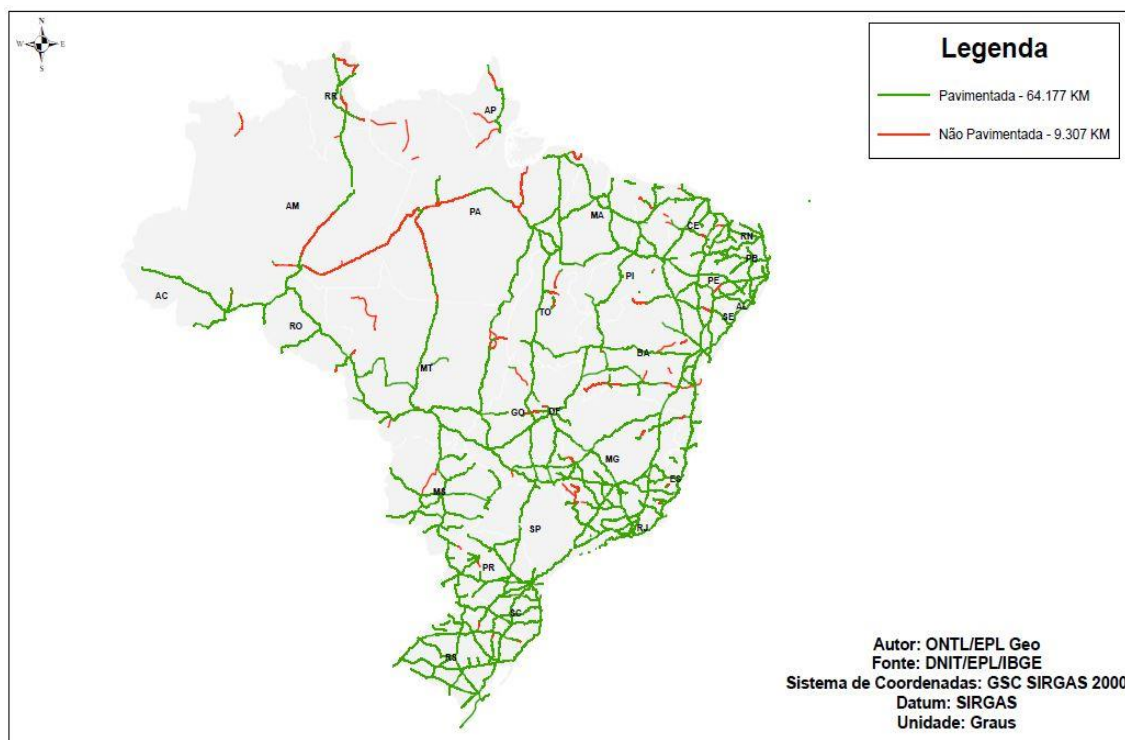 N
W E
S
Legenda
Pavimentada - 64.177 KM
Não Pavimentada - 9.307 KM
RR
AP
AM
PA
MA
CE
RN
PB
PI
PE
AL
SE
AC
TO
RO
BA
MT
GO
DF
MG
MS
ES
SP
RJ
PR
SC
RS
Autor: ONTL/EPL Geo
Fonte: DNIT/EPL/IBGE
Sistema de Coordenadas: GSC SIRGAS 2000
Datum: SIRGAS
Unidade: Graus